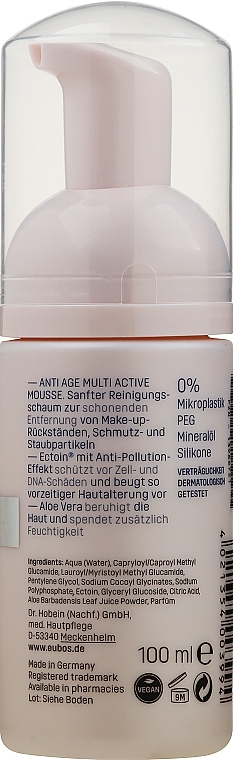 — ANTI AGE MULTI ACTIVE
MOUSSE. Sanfter Reinigungs-
schaum zur schonenden
Entfernung von Make-up-
Rückständen, Schmutz- und
Staubpartikeln
— Ectoin® mit Anti-Pollution-
Effekt schützt vor Zell- und
DNA-Schäden und beugt so
vorzeitiger Hautalterung vor
— Aloe Vera beruhigt die
Haut und spendet zusätzlich
Feuchtigkeit
0%
Mikroplastik
PEG
Mineralöl
Silikone
VERTRÄGLICHKEIT
DERMATOLOGISCH
GETESTET
Ingredients: Aqua (Water), Capryloyl/Caproyl Methyl
Glucamide, Lauroyl/Myristoyl Methyl Glucamide,
Pentylene Glycol, Sodium Cocoyl Glycinates, Sodium
Polyphosphate, Ectoin, Glyceryl Glucoside, Citric Acid,
Aloe Barbadensis Leaf Juice Powder, Parfüm
Dr. Hobein (Nachf.) GmbH,
med. Hautpflege
D-53340 Meckenheim
www.eubos.de
Made in Germany
Registered trademark
Available in pharmacies
Lot: Siehe Boden
100 ml e
VEGAN
9M
4021354003994